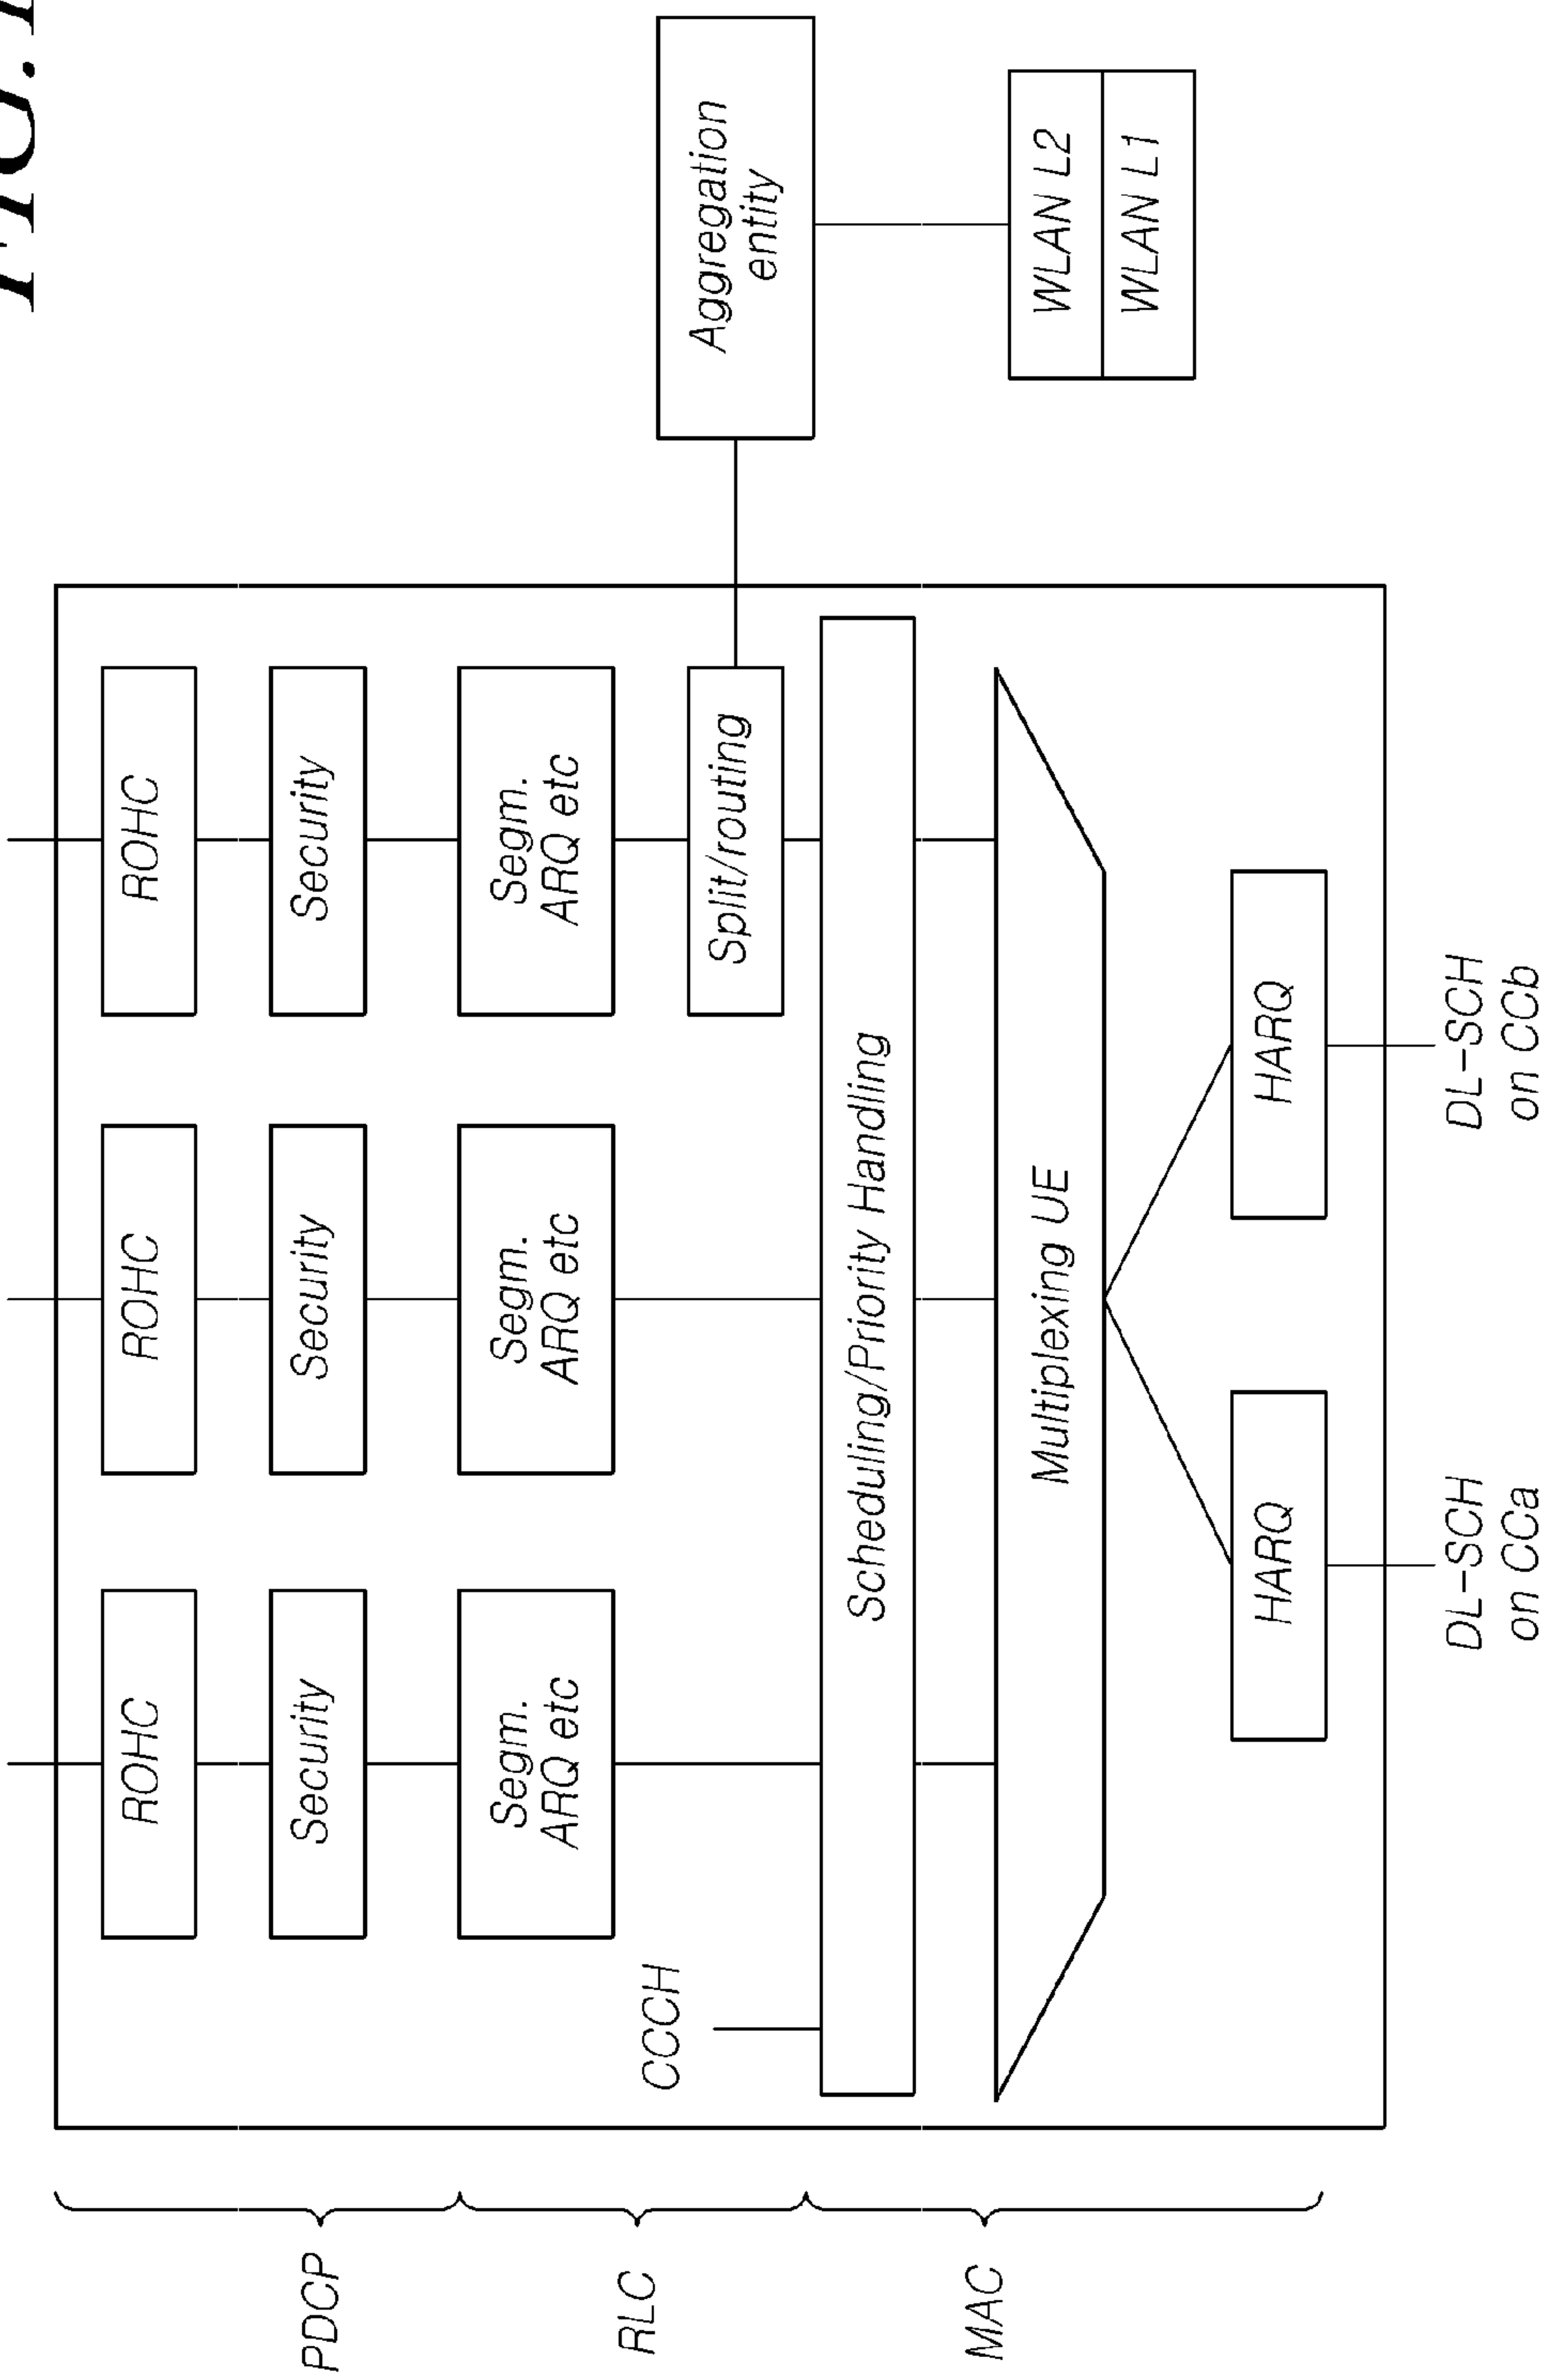 FIG.
ROHC
ROHC
ROHC
PDCP
Security
Security
Security
Segm.
ARQ etc
Segm.
ARQ etc
Segm.
ARQ etc
RLC
CCCH
Split/routing
Aggregation
entity
Scheduling/Priority Handling
MAC
Multiplexing UE
WLAN L2
WLAN L1
HARQ
HARQ
DL-SCH
on CCa
DL-SCH
on CCb